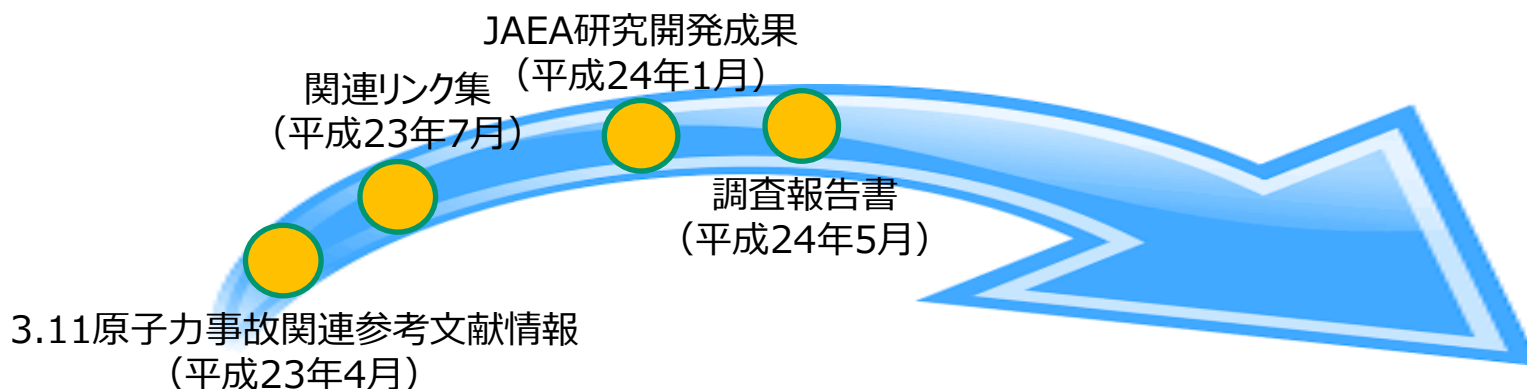 JAEA研究開発成果
（平成24年1月）
関連リンク集
（平成23年7月）
調査報告書
（平成24年5月）
3.11原子力事故関連参考文献情報
（平成23年4月）